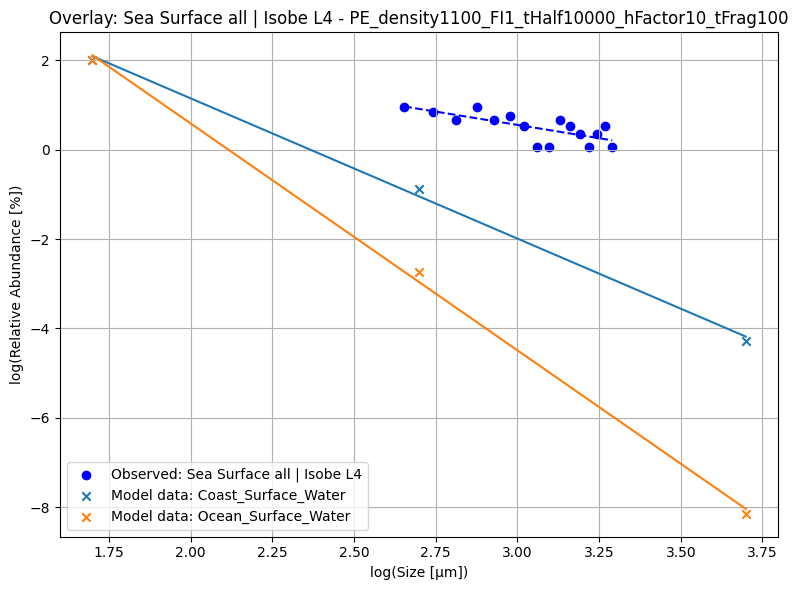 Overlay: Sea Surface all | Isobe L4 - PE_density1100_FI1_tHalf10000_hFactor10_tFrag100
log(Relative Abundance [%])
2
0
−2
−4
−6
−8
Observed: Sea Surface all | Isobe L4
Model data: Coast_Surface_Water
Model data: Ocean_Surface_Water
1.75 2.00 2.25 2.50 2.75 3.00 3.25 3.50 3.75
log(Size [μm])